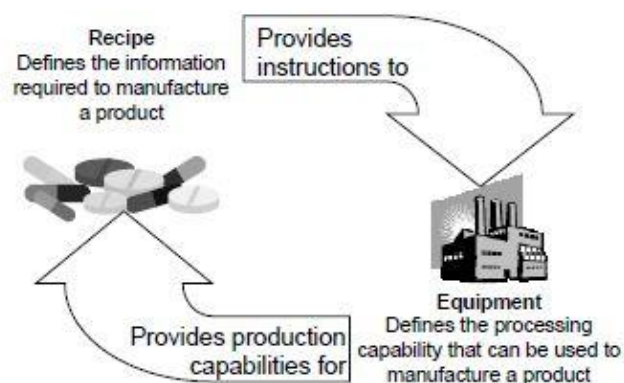 Recipe
Defines the information
required to manufacture
a product
Provides
instructions to
Equipment
Defines the processing
capability that can be used to
manufacture a product
Provides production
capabilities for